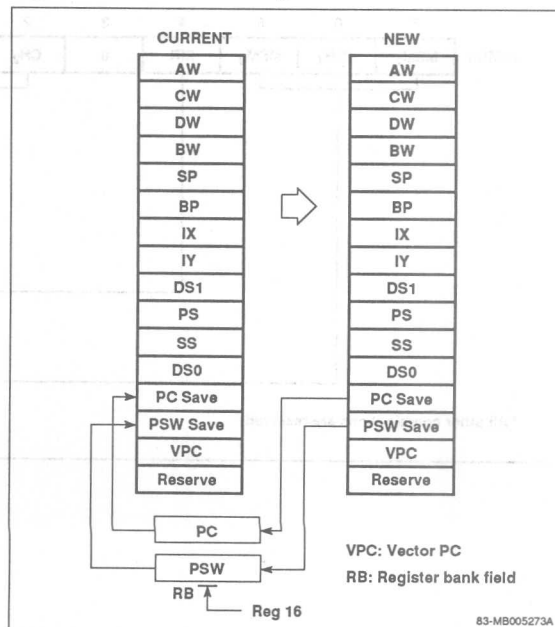 CURRENT
AW
CW
DW
BW
SP
BP
IX
IY
DS1
PS
SS
DS0
PC Save
PSW Save
VPC
Reserve
NEW
AW
CW
DW
BW
SP
BP
IX
IY
DS1
PS
SS
DS0
PC Save
PSW Save
VPC
Reserve
PC
PSW
RB
Reg 16
VPC: Vector PC
RB: Register bank field
83-MB005273A